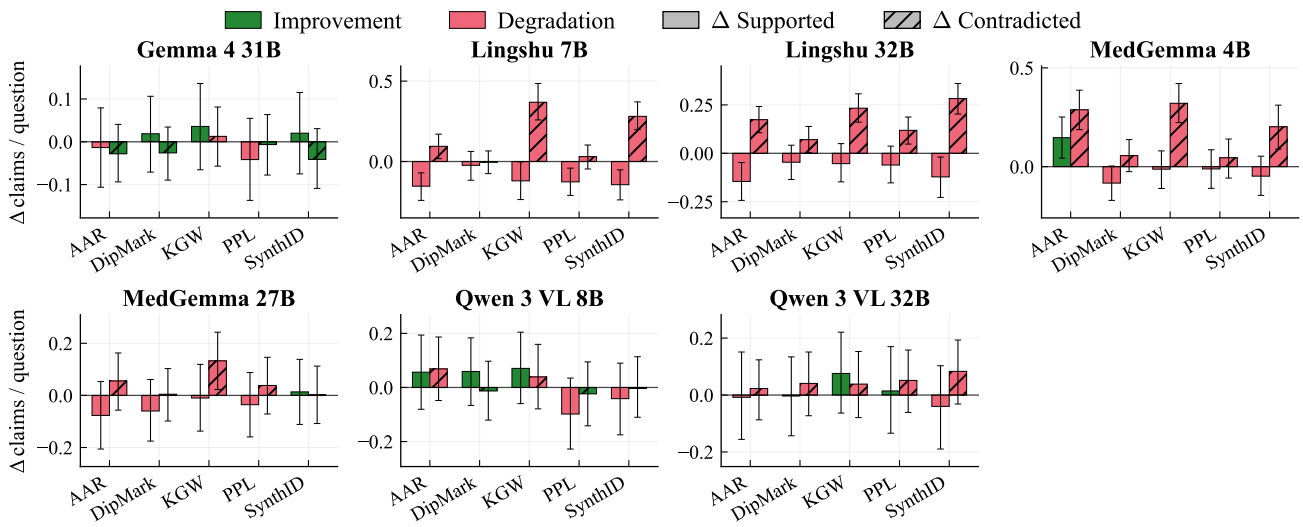 Improvement Degradation Δ Supported Δ Contradicted
Gemma 4 31B Lingshu 7B Lingshu 32B MedGemma 4B
Δ claims / question
0.1
0.0
−0.1
AAR DipMark KGW PPL SynthID
0.5
0.0
AAR DipMark KGW PPL SynthID
0.25
0.00
−0.25
AAR DipMark KGW PPL SynthID
0.5
0.0
AAR DipMark KGW PPL SynthID
MedGemma 27B Qwen 3 VL 8B Qwen 3 VL 32B
Δ claims / question
0.2
0.0
−0.2
AAR DipMark KGW PPL SynthID
0.2
0.0
−0.2
AAR DipMark KGW PPL SynthID
0.2
0.0
−0.2
AAR DipMark KGW PPL SynthID